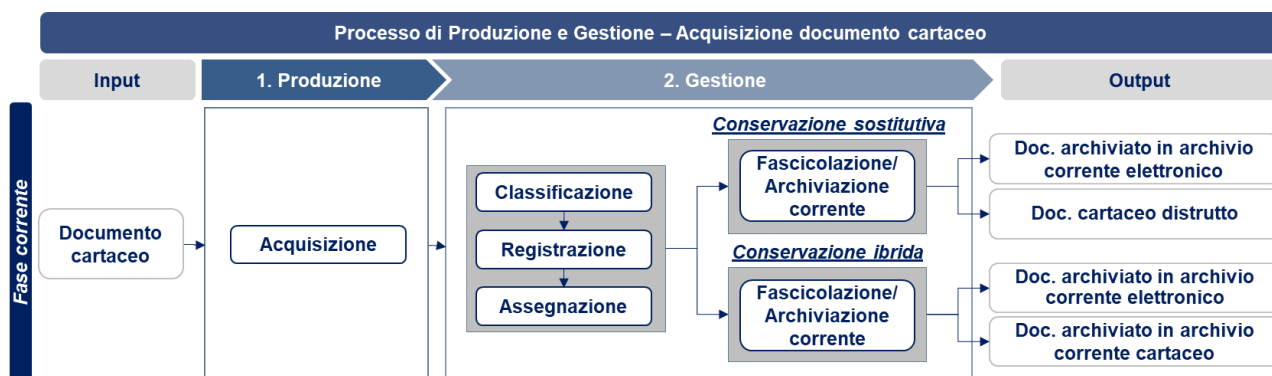 Processo di Produzione e Gestione – Acquisizione documento cartaceo
Input
1. Produzione
2. Gestione
Output
Fase corrente
Documento
cartaceo
Acquisizione
Classificazione
Registrazione
Assegnazione
Conservazione sostitutiva
Fascicolazione/
Archiviazione
corrente
Conservazione ibrida
Fascicolazione/
Archiviazione
corrente
Doc. archiviato in archivio
corrente elettronico
Doc. cartaceo distrutto
Doc. archiviato in archivio
corrente elettronico
Doc. archiviato in archivio
corrente cartaceo